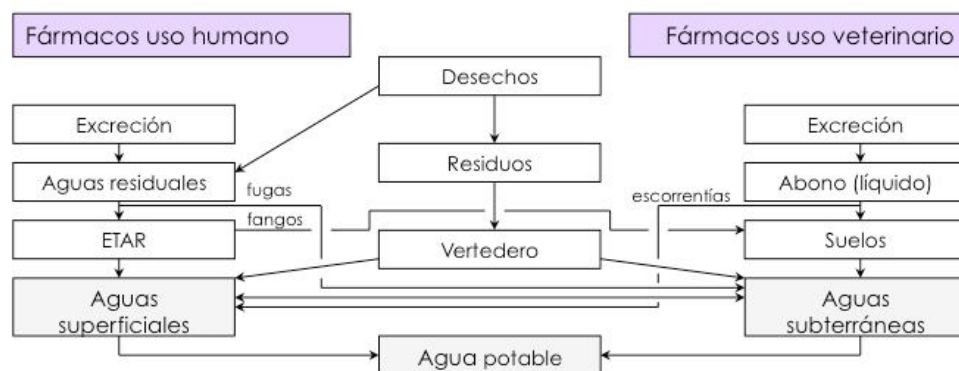 Fármacos uso humano
Fármacos uso veterinario
Desechos
Excreción
Excreción
Residuos
Aguas residuales
Abono (líquido)
fugas
escorrentías
fangos
ETAR
Vertedero
Suelos
Aguas
superficiales
Aguas
subterráneas
Agua potable